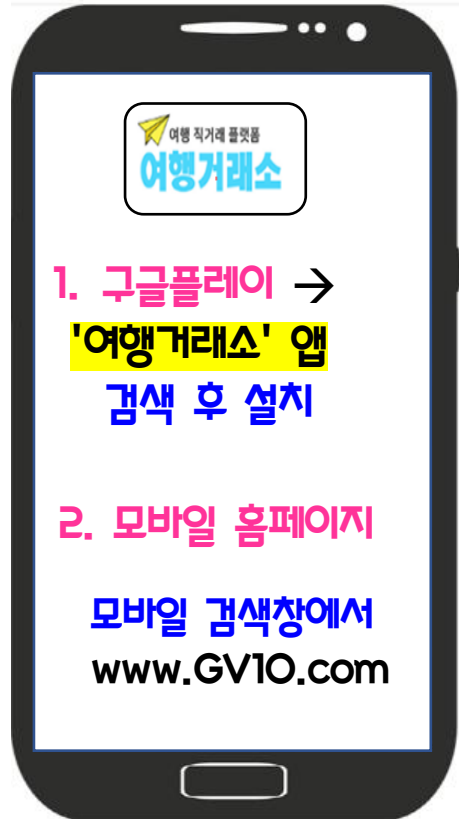 여행 직거래 플랫폼
여행거래소
1. 구글플레이 →
'여행거래소' 앱
검색 후 설치
2. 모바일 홈페이지
모바일 검색창에서
www.GV10.com